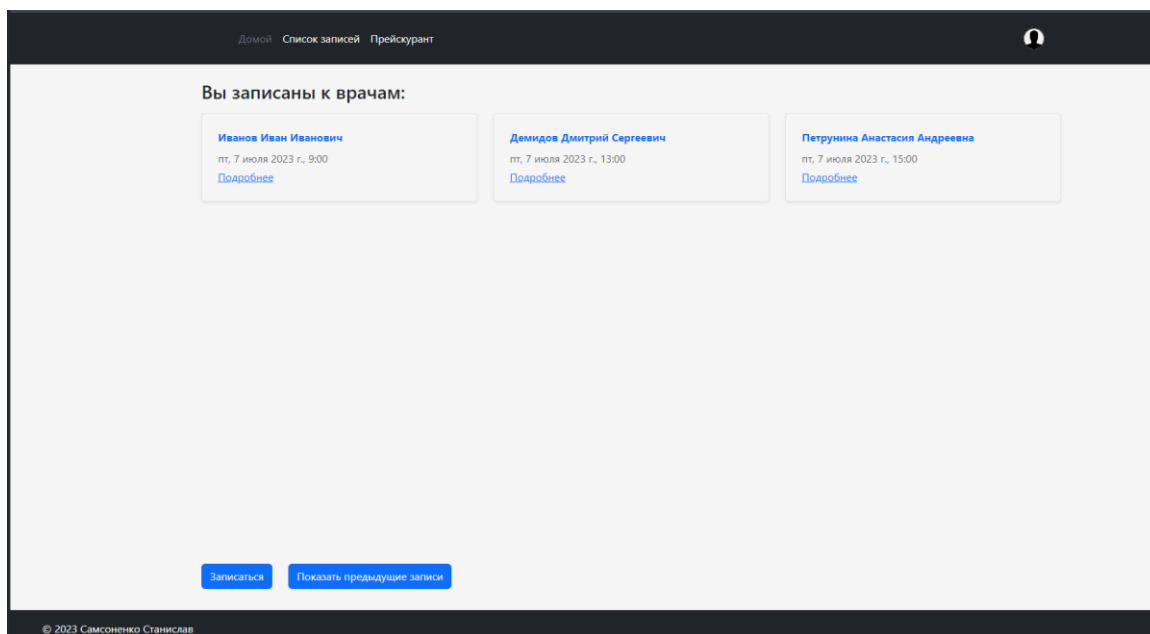 Домой Список записей Прейскурант
Вы записаны к врачам:
Иванов Иван Иванович
пт, 7 июля 2023 г., 9:00
Подробнее
Демидов Дмитрий Сергеевич
пт, 7 июля 2023 г., 13:00
Подробнее
Петрунина Анастасия Андреевна
пт, 7 июля 2023 г., 15:00
Подробнее
Записаться
Показать предыдущие записи
© 2023 Самсоненко Станислав